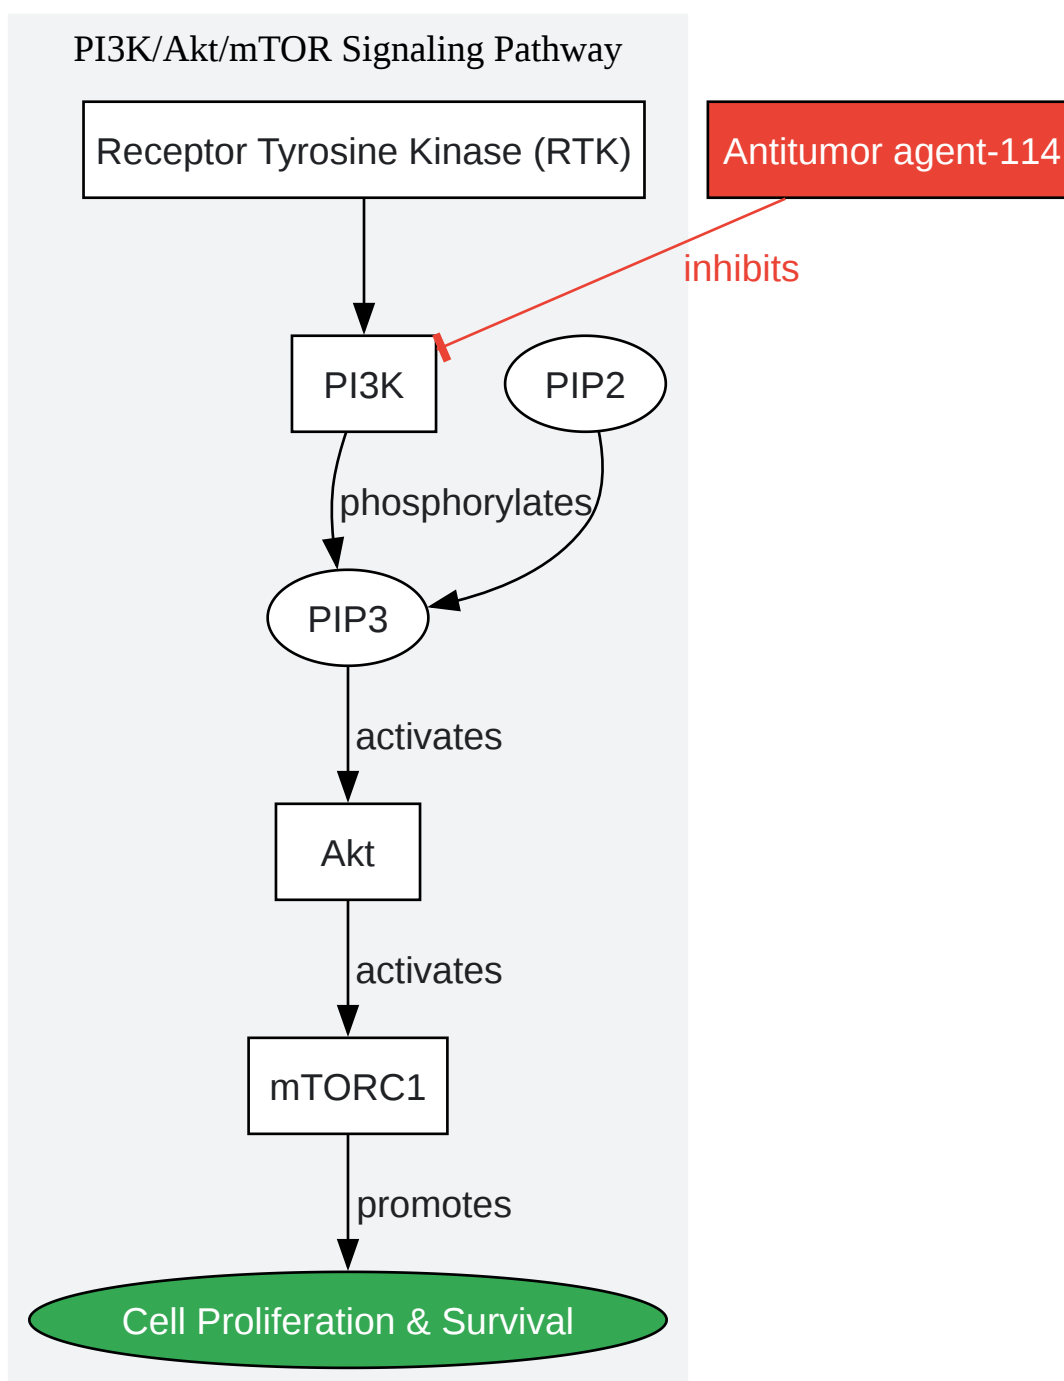 PI3K/Akt/mTOR Signaling Pathway
Receptor Tyrosine Kinase (RTK)
Antitumor agent-114
inhibits
PI3K
PIP2
phosphorylates
PIP3
activates
Akt
activates
mTORC1
promotes
Cell Proliferation & Survival